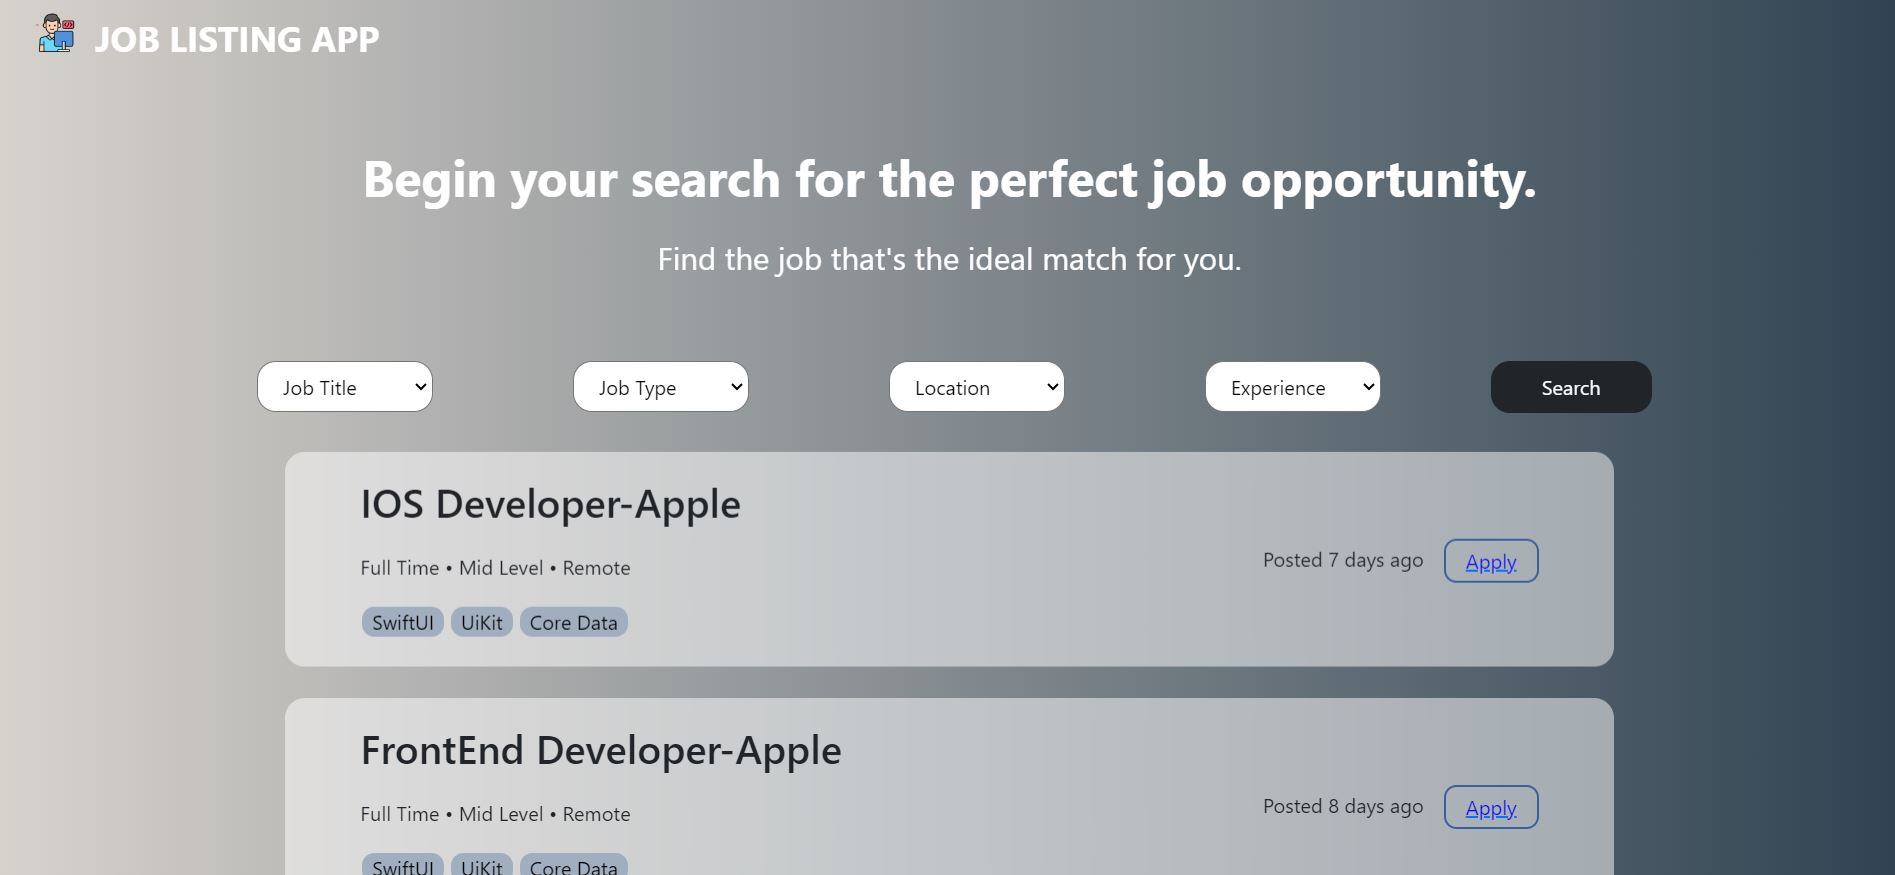 JOB LISTING APP
Begin your search for the perfect job opportunity.
Find the job that's the ideal match for you.
Job Title Job Type Location Experience Search
IOS Developer-Apple
Full Time • Mid Level • Remote
Posted 7 days ago Apply
SwiftUI UiKit Core Data
FrontEnd Developer-Apple
Full Time • Mid Level • Remote
Posted 8 days ago Apply
SwiftUI UiKit Core Data